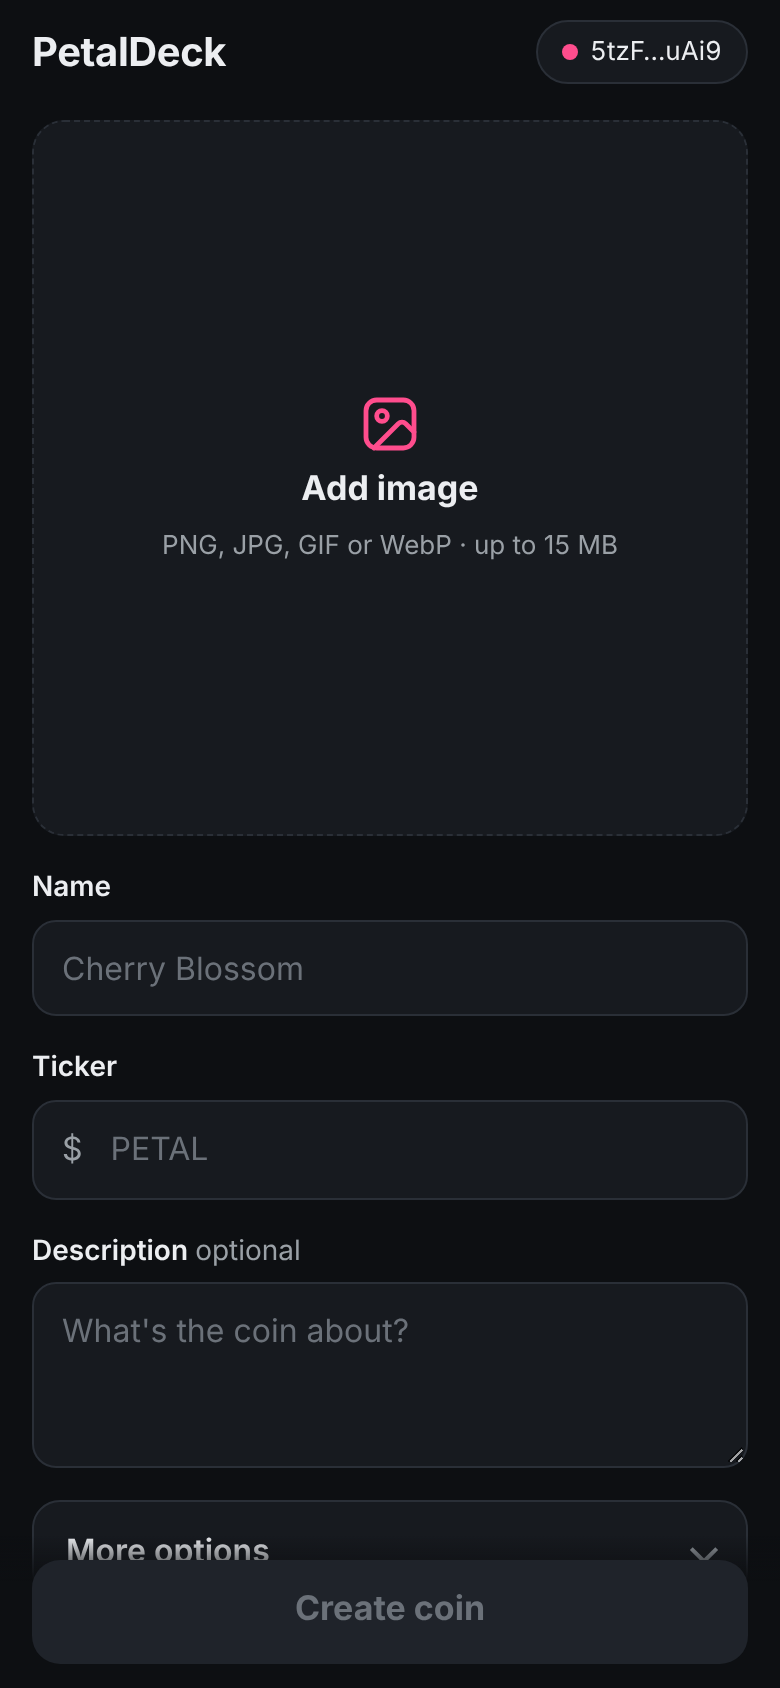 PetalDeck
5tzF...uAi9
Add image
PNG, JPG, GIF or WebP · up to 15 MB
Name
Cherry Blossom
Ticker
$ PETAL
Description optional
What's the coin about?
More options
Create coin